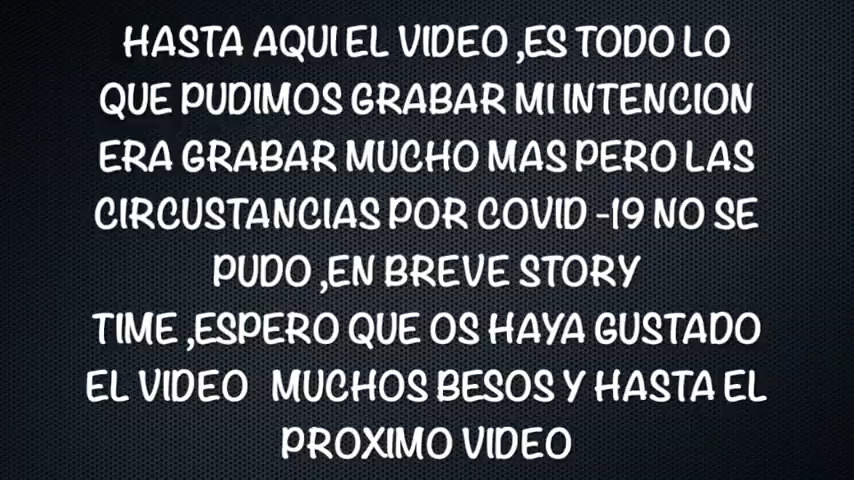 HASTA AQUI EL VIDEO ,ES TODO LO
QUE PUDIMOS GRABAR MI INTENCION
ERA GRABAR MUCHO MAS PERO LAS
CIRCUSTANCIAS POR COVID -19 NO SE
PUDO ,EN BREVE STORY
TIME ,ESPERO QUE OS HAYA GUSTADO
EL VIDEO   MUCHOS BESOS Y HASTA EL
PROXIMO VIDEO